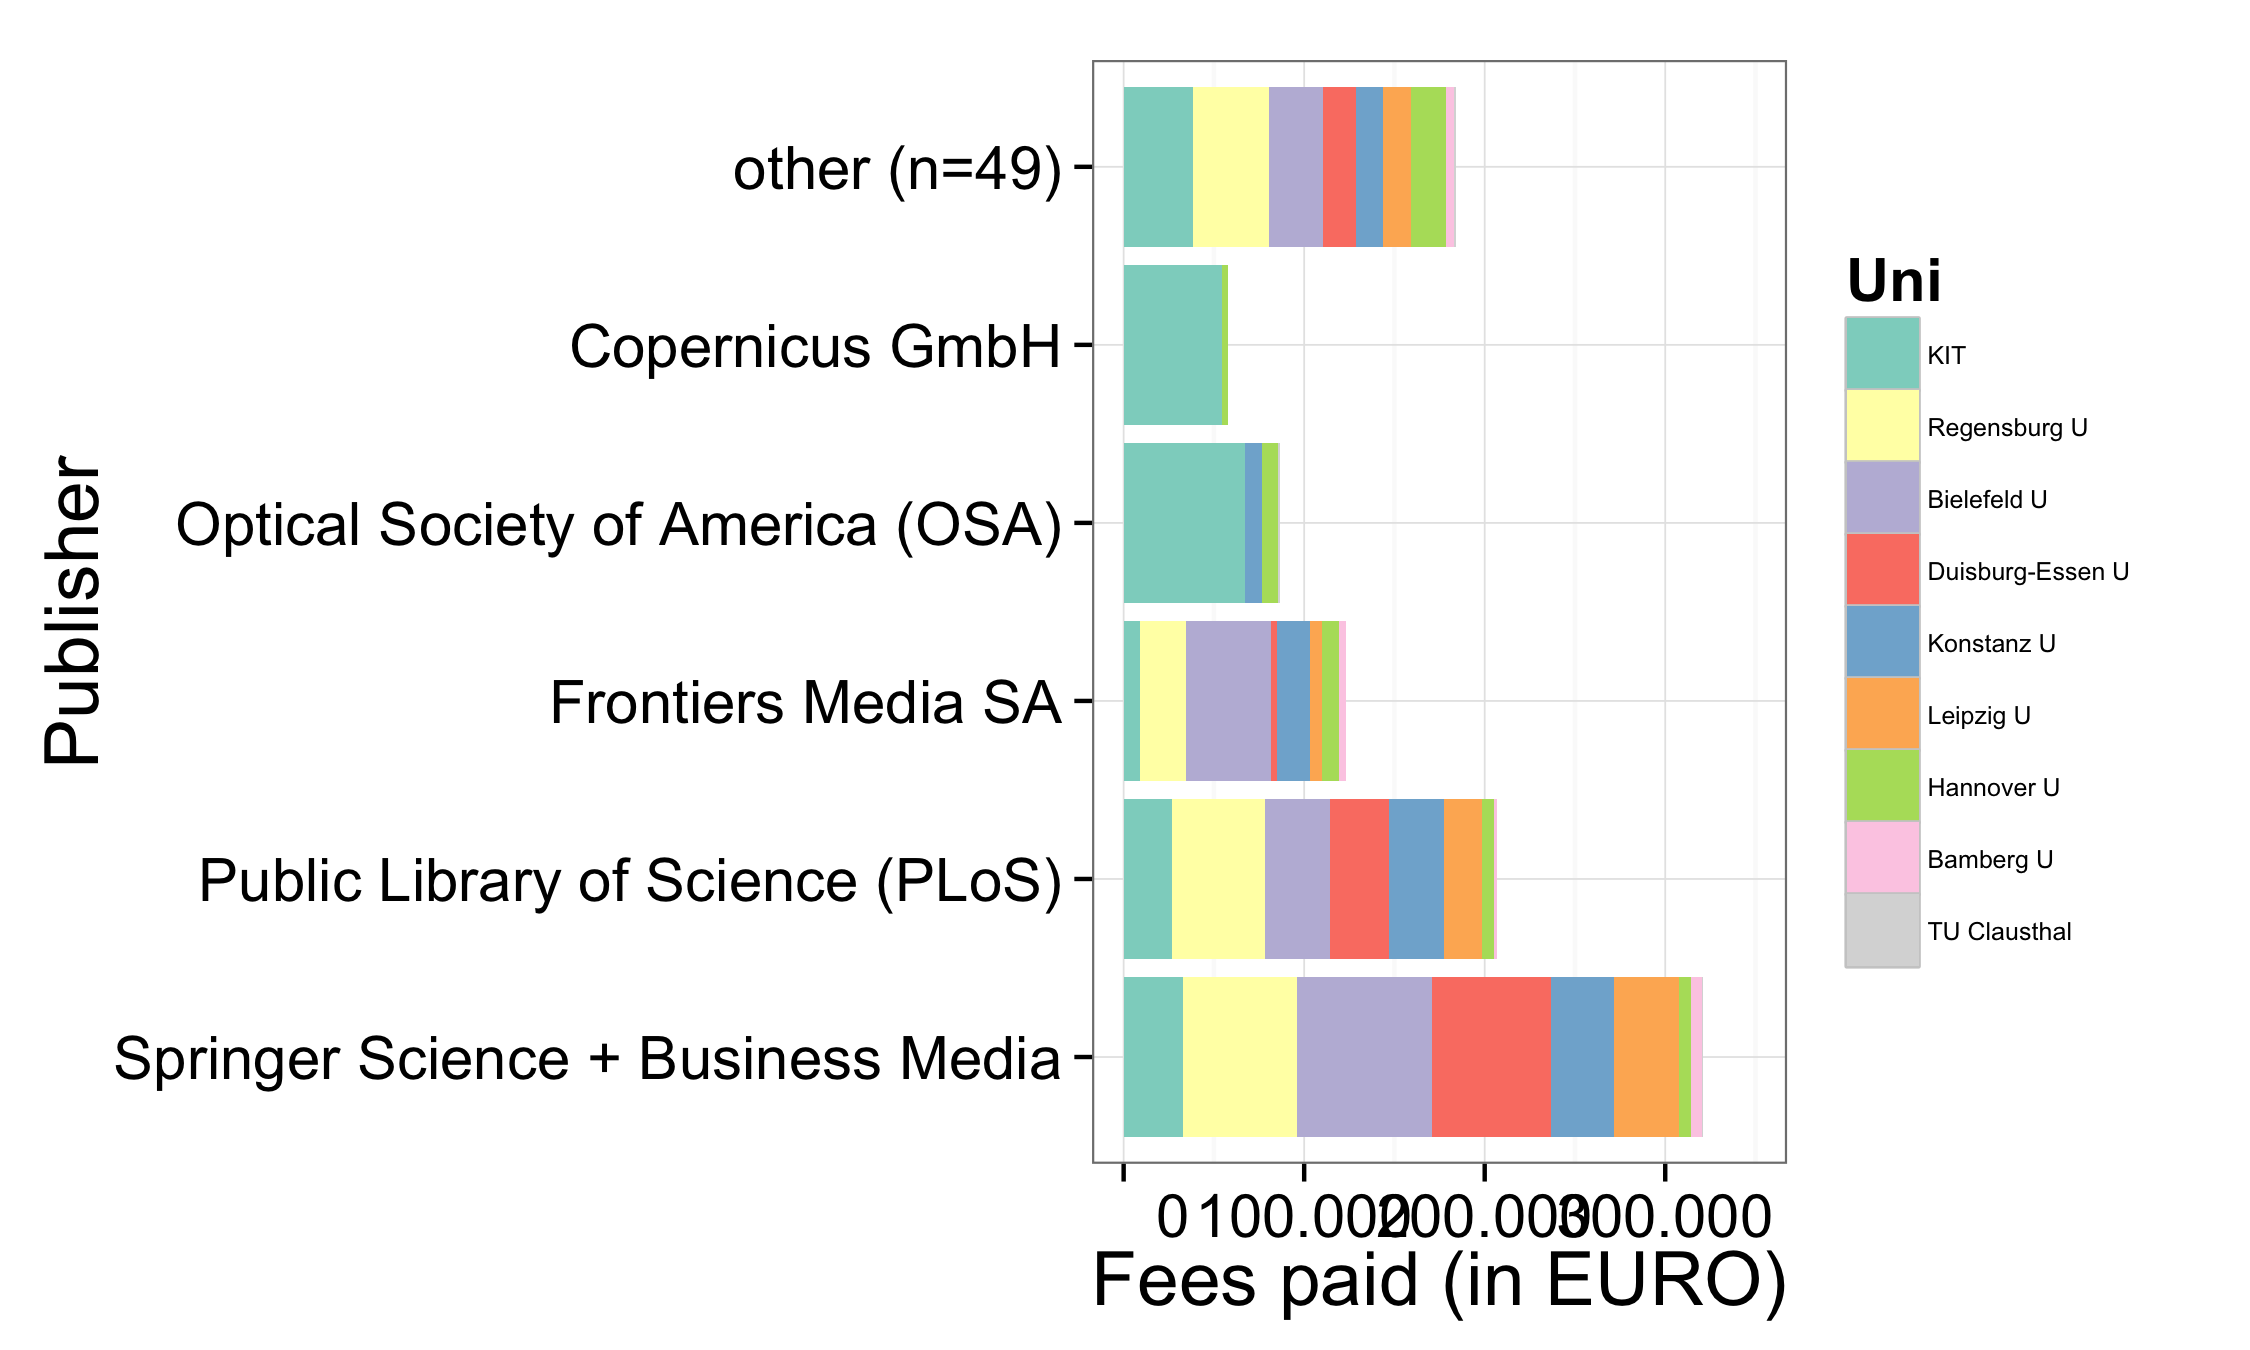 Publisher
other (n=49)
Copernicus GmbH
Optical Society of America (OSA)
Frontiers Media SA
Public Library of Science (PLoS)
Springer Science + Business Media
0 100.000 200.000 300.000
Fees paid (in EURO)
Uni
KIT
Regensburg U
Bielefeld U
Duisburg-Essen U
Konstanz U
Leipzig U
Hannover U
Bamberg U
TU Clausthal